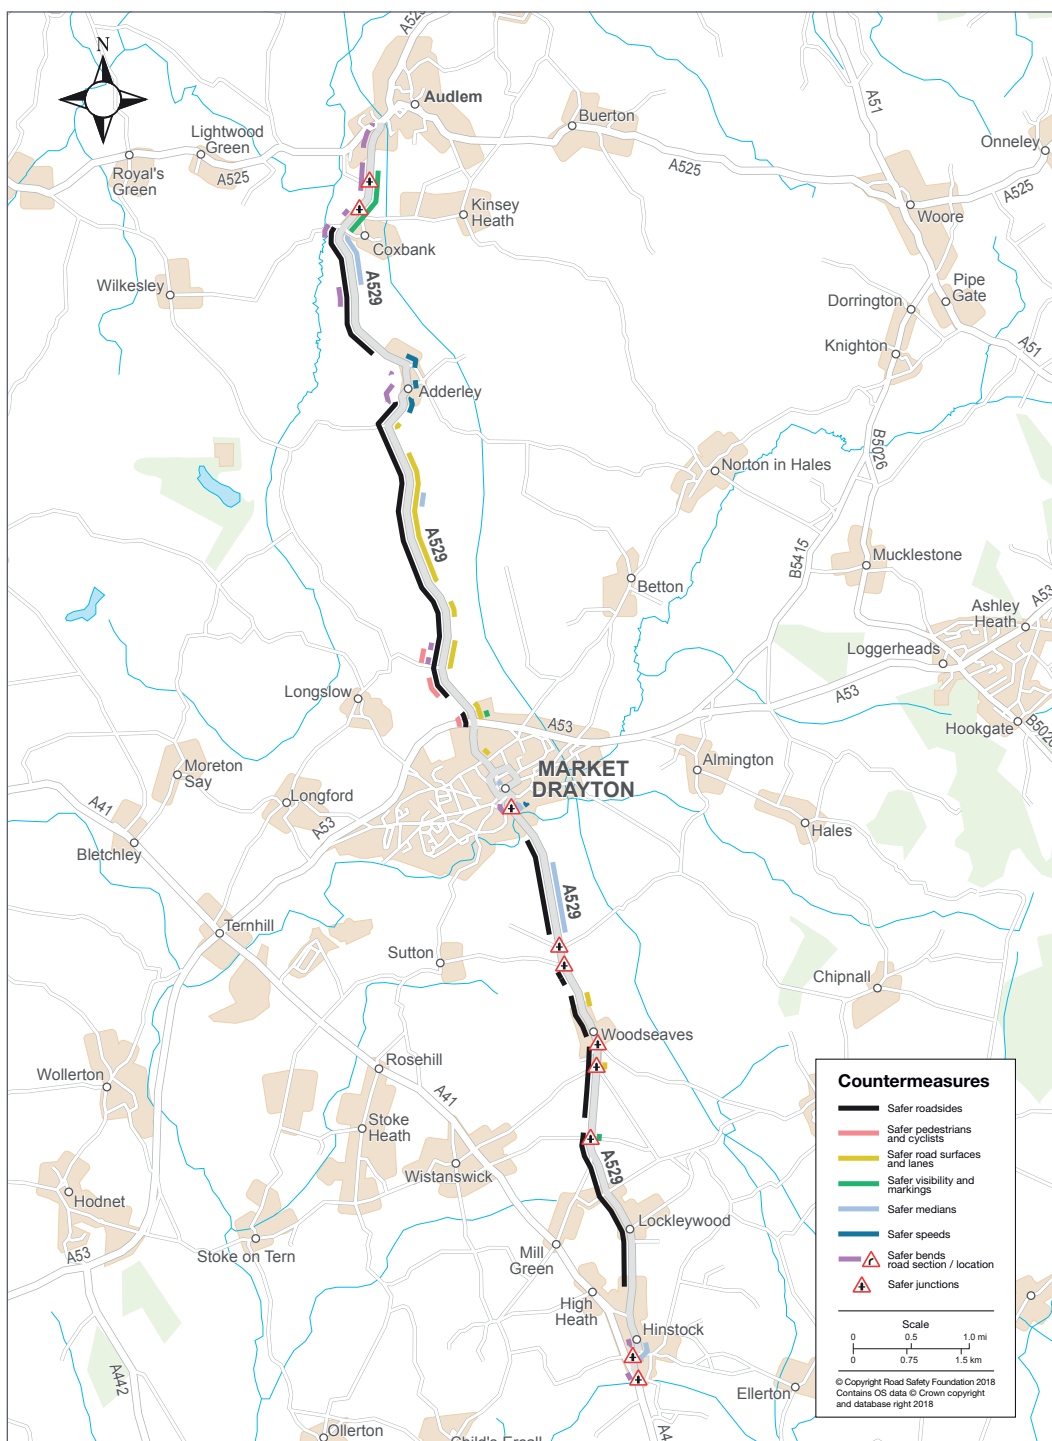 A529
N
Audlem
Buerton
A51
Onneley
Lightwood
Green
Royal's
Green
A525
A525
A525
Woore
Kinsey
Heath
Coxbank
Wilkesley
A529
Pipe
Gate
Dorrington
Knighton
A51
Adderley
B5026
Norton in Hales
A529
B5415
Mucklestone
Betton
A53
Ashley
Heath
Loggerheads
Longslow
A53
A53
Hookgate
B5026
Moreton
Say
MARKET
DRAYTON
Almington
A41
Longford
A53
Hales
Bletchley
A529
Ternhill
Sutton
Chipnall
Woodseaves
Rosehill
Wollerton
A41
Stoke
Heath
Wistanswick
A529
Hodnet
Lockleywood
Stoke on Tern
A53
Mill
Green
High
Heath
Hinstock
A442
Ellerton
Ollerton
Child's Ercall
A4
Countermeasures
Safer roadsides
Safer pedestrians
and cyclists
Safer road surfaces
and lanes
Safer visibility and
markings
Safer medians
Safer speeds
Safer bends
road section / location
Safer junctions
Scale
0 0.5 1.0 mi
0 0.75 1.5 km
© Copyright Road Safety Foundation 2018
Contains OS data © Crown copyright
and database right 2018